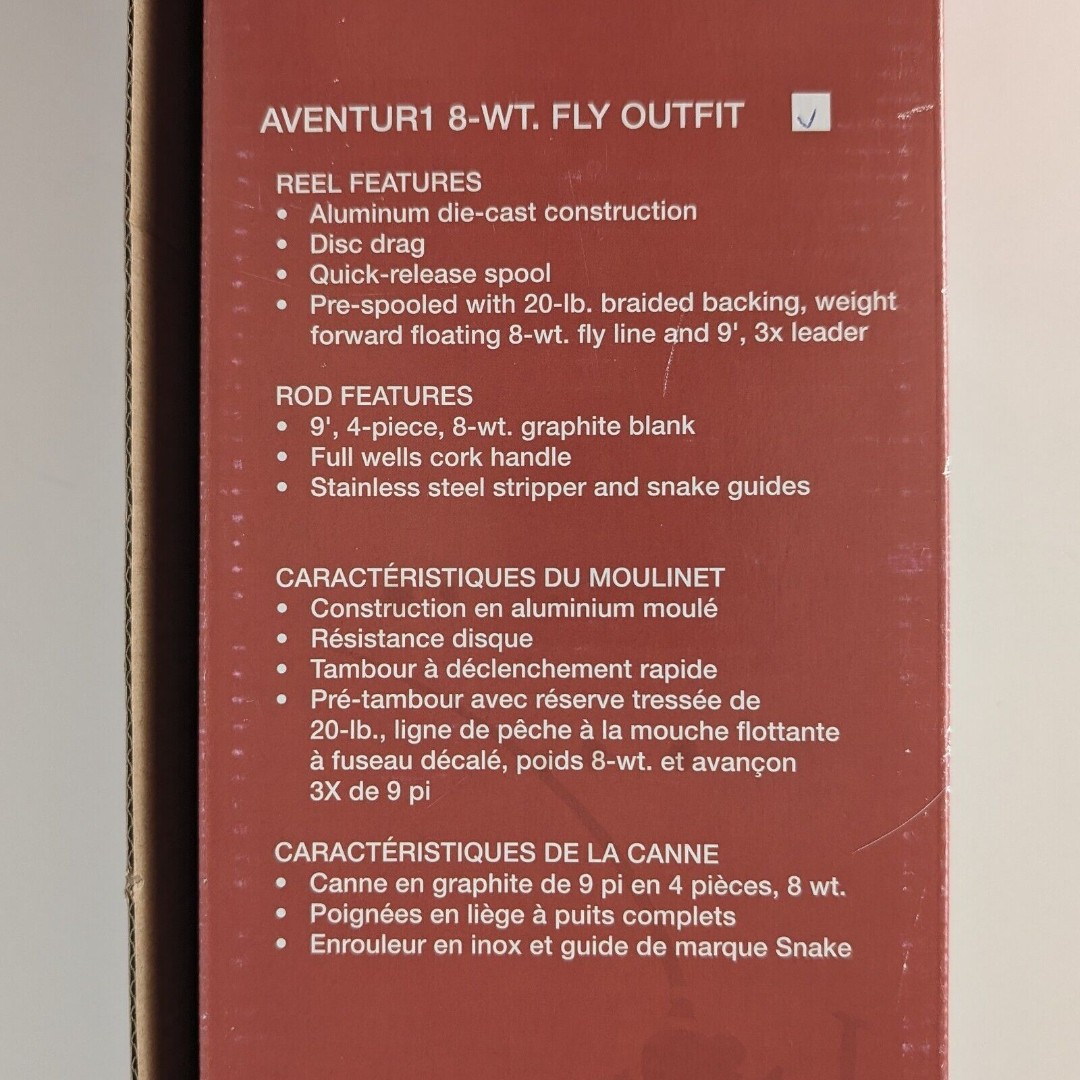 AVENTUR1 8-WT. FLY OUTFIT
REEL FEATURES
• Aluminum die-cast construction
• Disc drag
• Quick-release spool
• Pre-spooled with 20-lb. braided backing, weight
forward floating 8-wt. fly line and 9', 3x leader
ROD FEATURES
• 9', 4-piece, 8-wt. graphite blank
• Full wells cork handle
• Stainless steel stripper and snake guides
CARACTÉRISTIQUES DU MOULINET
• Construction en aluminium moulé
• Résistance disque
• Tambour à déclenchement rapide
• Pré-tambour avec réserve tressée de
20-lb., ligne de pêche à la mouche flottante
à fuseau décalé, poids 8-wt. et avançon
3X de 9 pi
CARACTÉRISTIQUES DE LA CANNE
• Canne en graphite de 9 pi en 4 pièces, 8 wt.
• Poignées en liège à puits complets
• Enrouleur en inox et guide de marque Snake